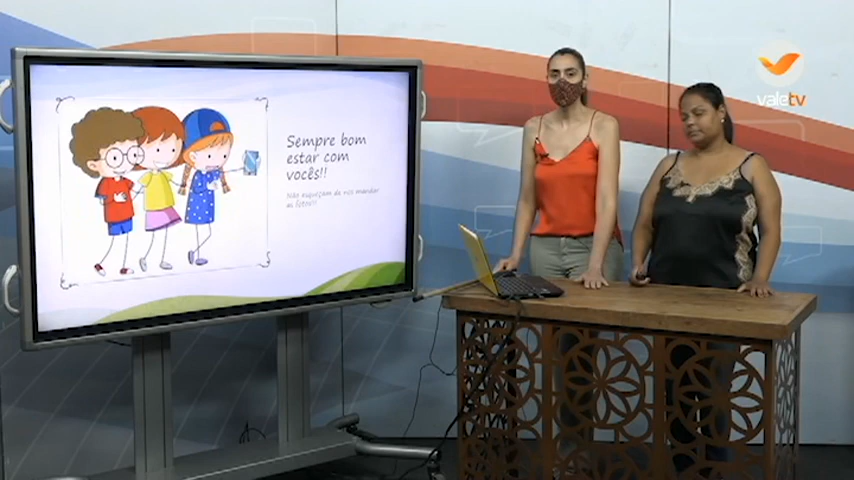 Sempre bom
estar com
vocês!!
Não esqueçam de nos mandar
as fotos!!
valetv